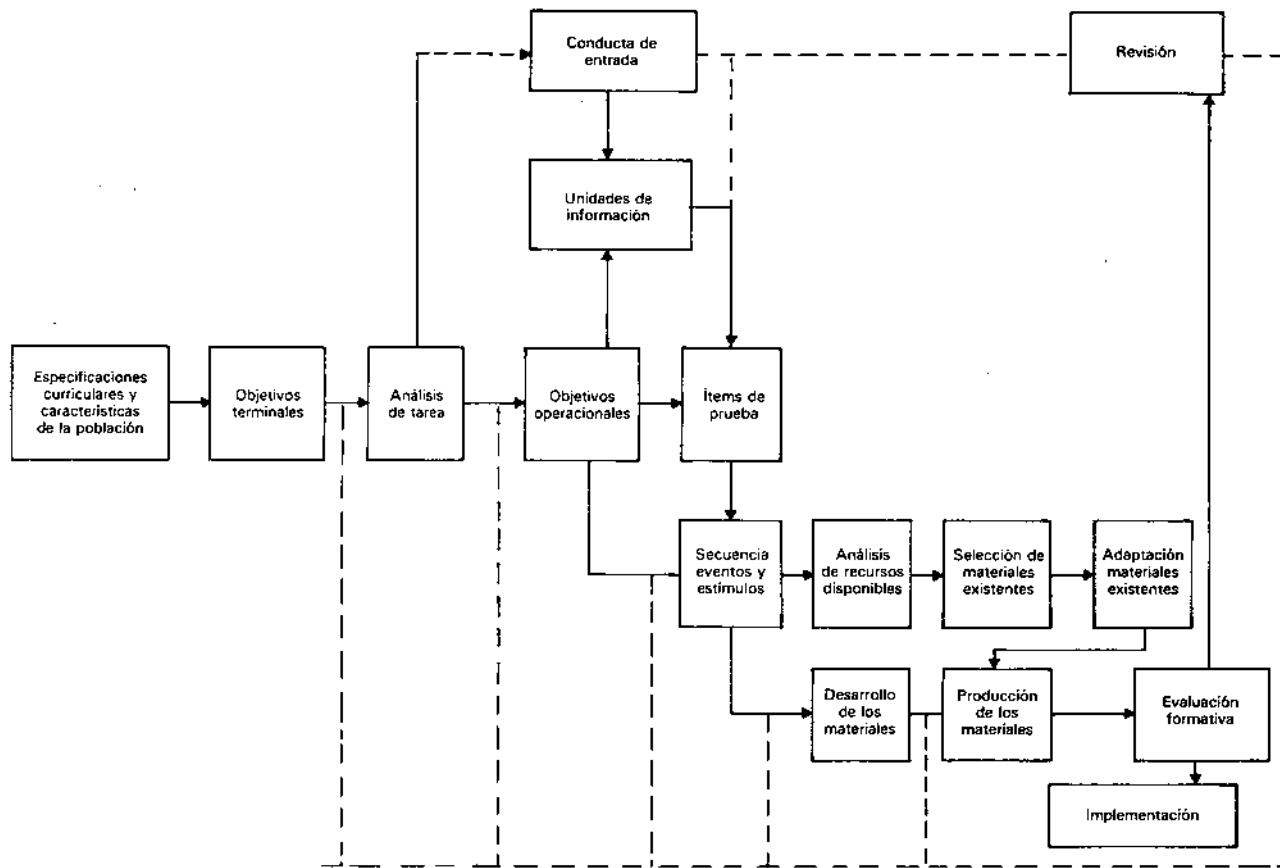 Conducta de
entrada
Revisión
Unidades de
información
Especificaciones
curriculares y
características
de la población
Objetivos
terminales
Análisis
de tarea
Objetivos
operacionales
Ítems de
prueba
Secuencia
eventos y
estímulos
Análisis
de recursos
disponibles
Selección de
materiales
existentes
Adaptación
materiales
existentes
Desarrollo
de los
materiales
Producción
de los
materiales
Evaluación
formativa
Implementación